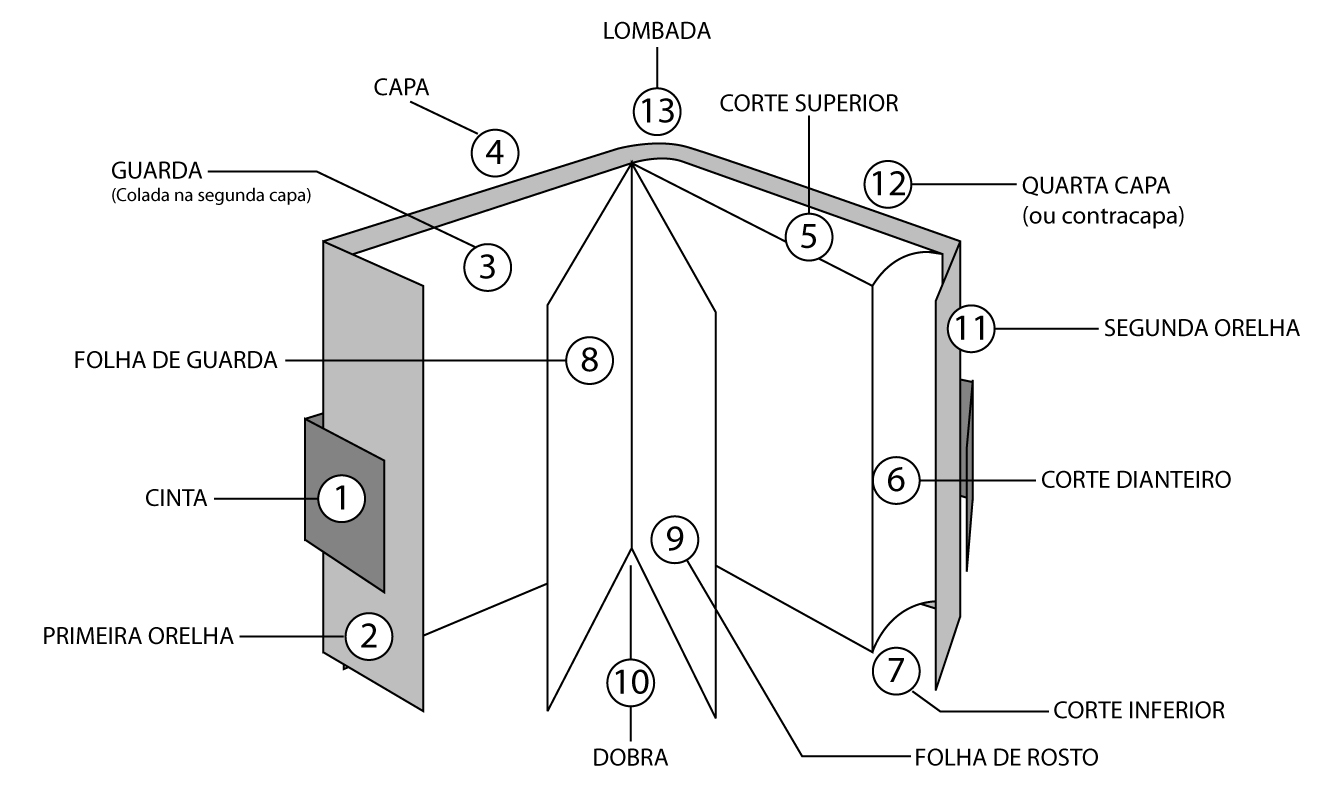 LOMBADA
13
CAPA
4
CORTE SUPERIOR
5
GUARDA
(Colada na segunda capa)
3
12
QUARTA CAPA
(ou contracapa)
11
SEGUNDA ORELHA
FOLHA DE GUARDA
8
6
CORTE DIANTEIRO
CINTA
1
9
PRIMEIRA ORELHA
2
10
7
CORTE INFERIOR
DOBRA
FOLHA DE ROSTO